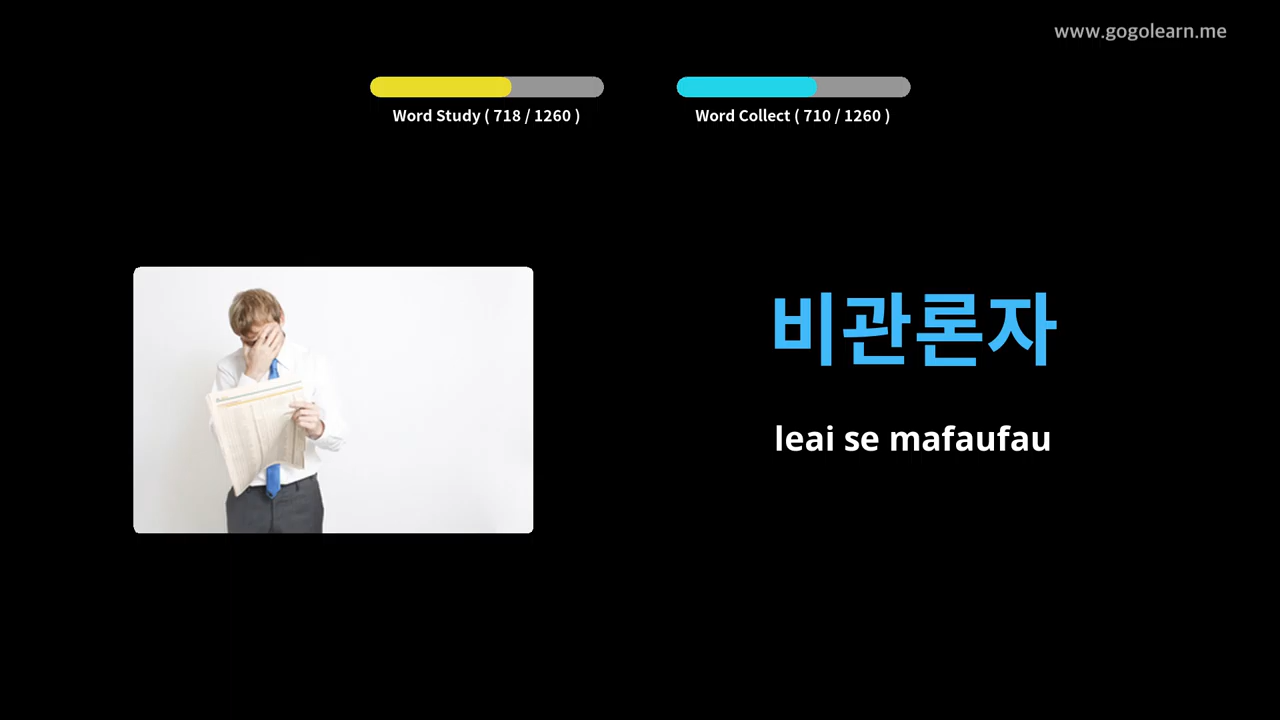 www.gogolearn.me
Word Study ( 718 / 1260 )
Word Collect ( 710 / 1260 )
비관론자
leai se mafaufau